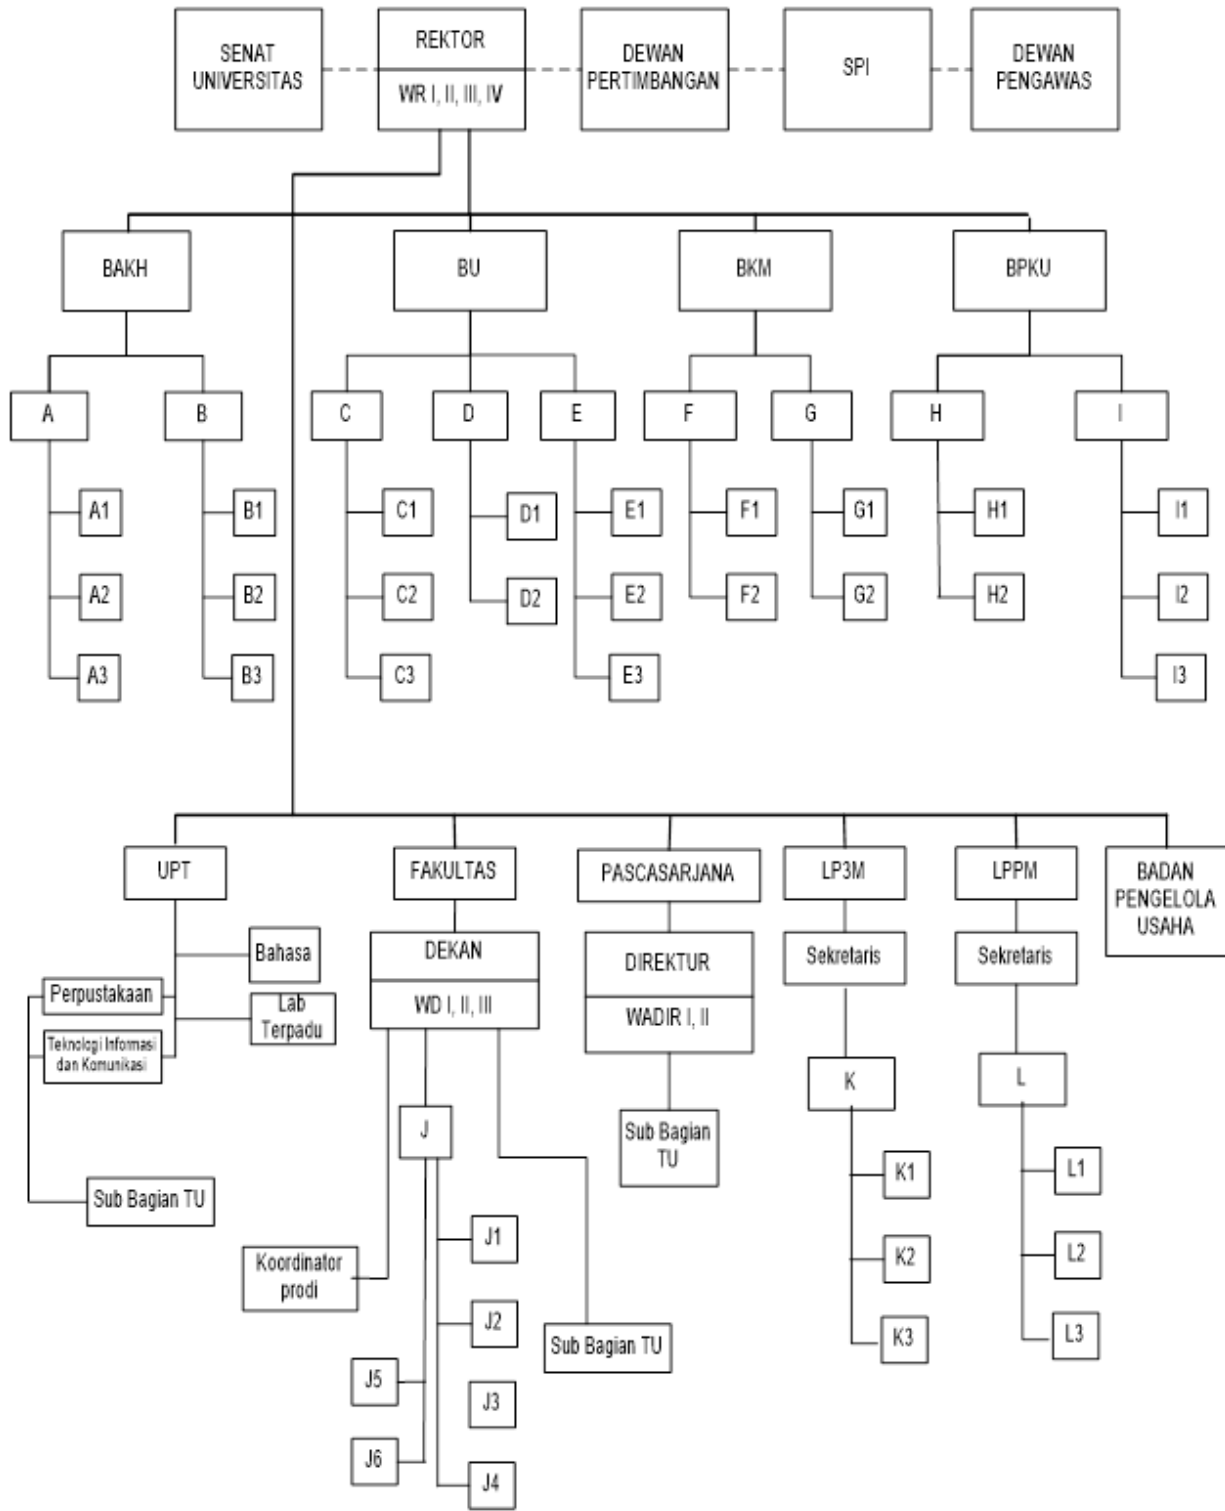 SENAT
UNIVERSITAS
REKTOR
WR I, II, III, IV
DEWAN
PERTIMBANGAN
SPI
DEWAN
PENGAWAS
BAKH
BU
BKM
BPKU
A
B
C
D
E
F
G
H
I
A1
B1
C1
D1
E1
F1
G1
H1
I1
A2
B2
C2
D2
E2
F2
G2
H2
I2
A3
B3
C3
E3
I3
UPT
FAKULTAS
PASCASARJANA
LP3M
LPPM
BADAN
PENGELOLA
USAHA
Bahasa
Perpustakaan
Lab
Terpadu
Teknologi Informasi
dan Komunikasi
Sub Bagian TU
DEKAN
WD I, II, III
DIREKTUR
WADIR I, II
Sekretaris
Sekretaris
J
Sub Bagian
TU
K
L
K1
L1
K2
L2
K3
L3
Koordinator
prodi
J1
J2
Sub Bagian TU
J5
J3
J6
J4